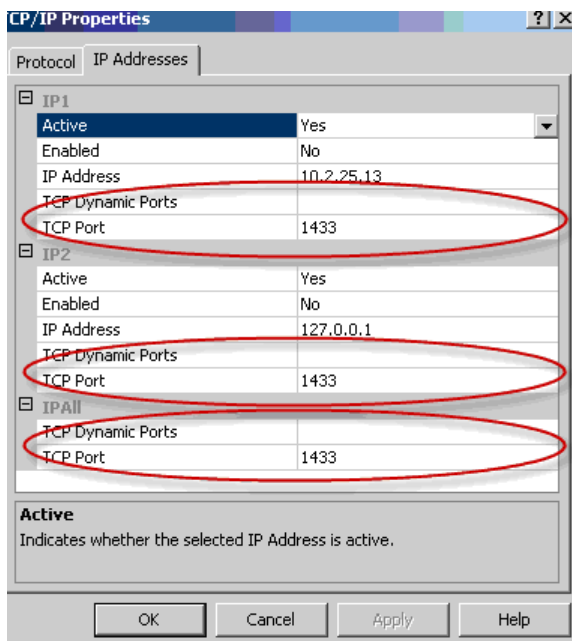 CP/IP Properties
Protocol IP Addresses
IP1
Active Yes
Enabled No
IP Address 10.2.25.13
TCP Dynamic Ports
TCP Port 1433
IP2
Active Yes
Enabled No
IP Address 127.0.0.1
TCP Dynamic Ports
TCP Port 1433
IPAll
TCP Dynamic Ports
TCP Port 1433
Active
Indicates whether the selected IP Address is active.
OK Cancel Apply Help